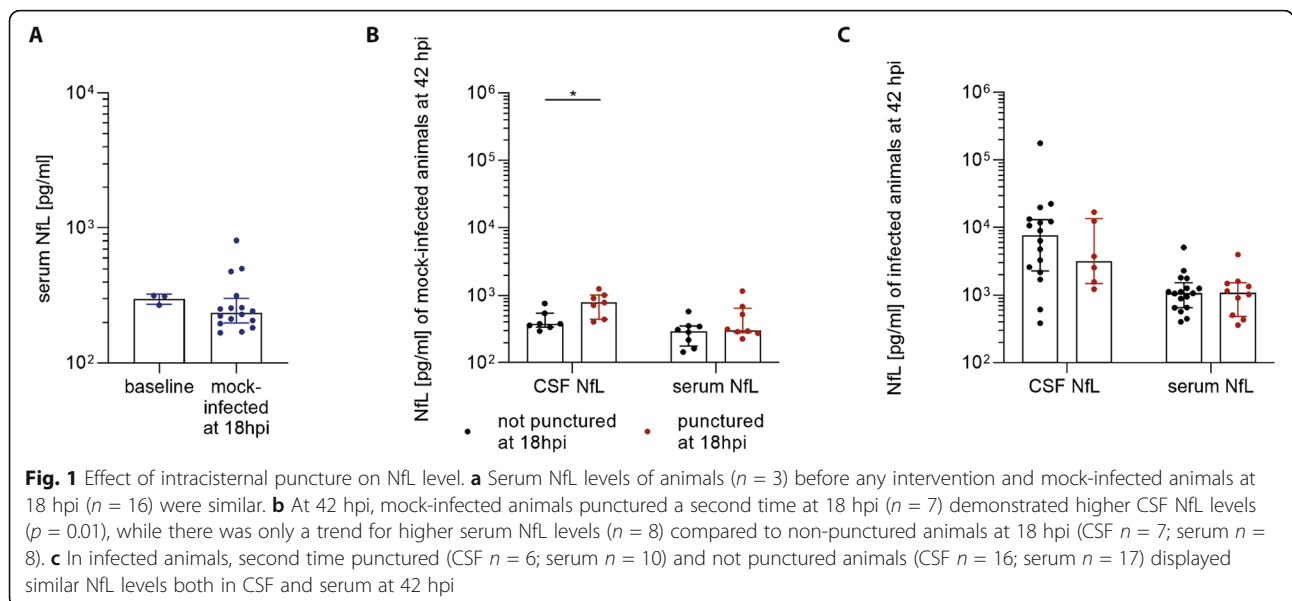 A
B
C
serum NfL [pg/ml]
10⁴
10³
10²
baseline
mock-
infected
at 18hpi
NfL [pg/ml] of mock-infected animals at 42 hpi
10⁶
10⁵
10⁴
10³
10²
*
CSF NfL
serum NfL
not punctured
at 18hpi
punctured
at 18hpi
NfL [pg/ml] of infected animals at 42 hpi
10⁶
10⁵
10⁴
10³
10²
CSF NfL
serum NfL
Fig. 1 Effect of intracisternal puncture on NfL level. a Serum NfL levels of animals (n = 3) before any intervention and mock-infected animals at
18 hpi (n = 16) were similar. b At 42 hpi, mock-infected animals punctured a second time at 18 hpi (n = 7) demonstrated higher CSF NfL levels
(p = 0.01), while there was only a trend for higher serum NfL levels (n = 8) compared to non-punctured animals at 18 hpi (CSF n = 7; serum n =
8). c In infected animals, second time punctured (CSF n = 6; serum n = 10) and not punctured animals (CSF n = 16; serum n = 17) displayed
similar NfL levels both in CSF and serum at 42 hpi